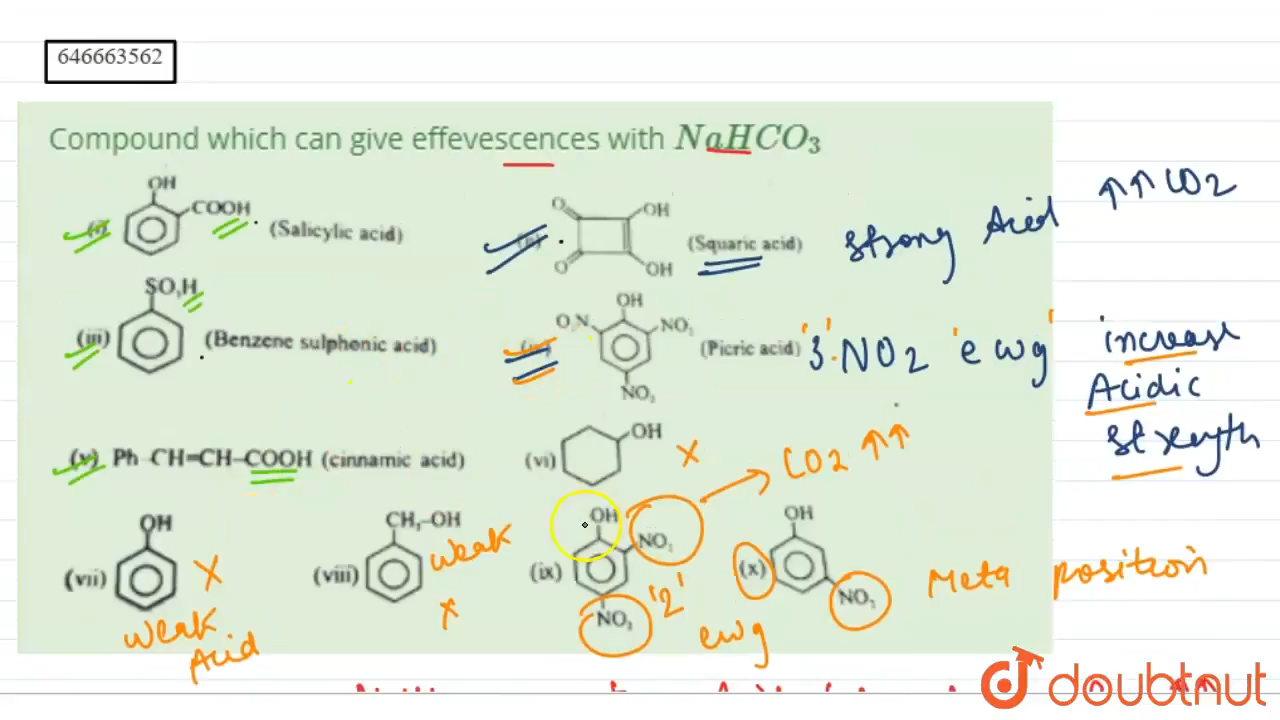 646663562
Compound which can give effevescences with NaHCO3
OH
COOH
(i)
(Salicylic acid)
O
OH
O
OH
(Squaric acid)
strong Acid ↑↑ CO2
SO3H
(iii)
(Benzene sulphonic acid)
OH
O2N
NO2
NO2
(Picric acid)
'3' NO2 'ewg' increase
Acidic
strength
(v) Ph-CH=CH-COOH (cinnamic acid)
(vi)
OH
X
CO2 ↑↑
(vii)
OH
X
weak
Acid
(viii)
CH2-OH
weak
X
(ix)
OH
NO2
NO2
'2'
ewg
(x)
OH
NO2
Meta position
doubtnut